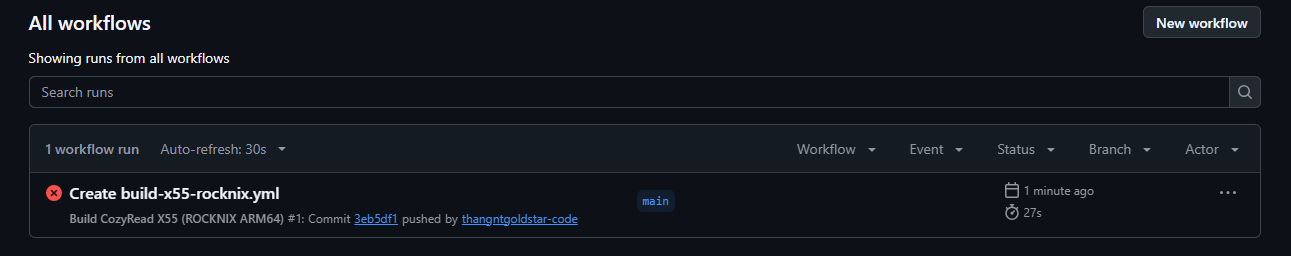 All workflows
New workflow
Showing runs from all workflows
Search runs
1 workflow run Auto-refresh: 30s Workflow Event Status Branch Actor
Create build-x55-rocknix.yml
main
1 minute ago
Build CozyRead X55 (ROCKNIX ARM64) #1: Commit 3eb5df1 pushed by thangntgoldstar-code
27s